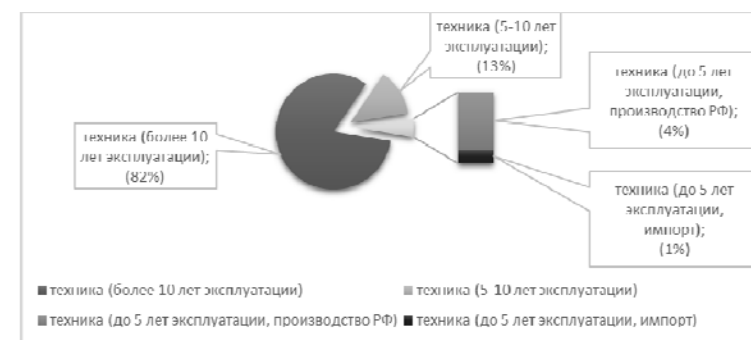 техника (5-10 лет
эксплуатации);
(13%)
техника (до 5 лет
эксплуатации,
производство РФ);
(4%)
техника (более 10
лет эксплуатации);
(82%)
техника (до 5 лет
эксплуатации,
импорт);
(1%)
техника (более 10 лет эксплуатации)
техника (5-10 лет эксплуатации)
техника (до 5 лет эксплуатации, производство РФ)
техника (до 5 лет эксплуатации, импорт)